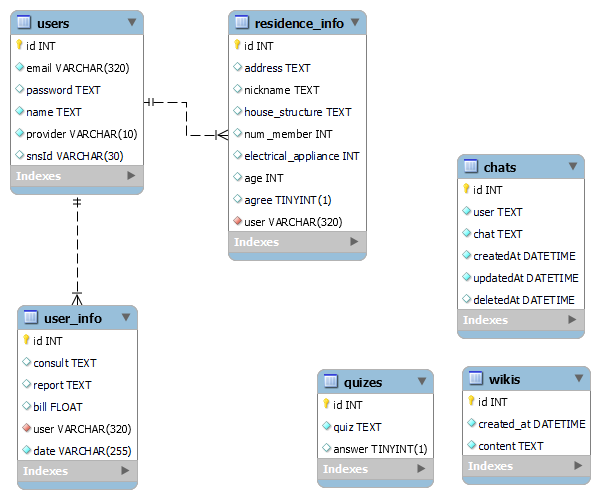 users
id INT
email VARCHAR(320)
password TEXT
name TEXT
provider VARCHAR(10)
snsId VARCHAR(30)
Indexes
residence_info
id INT
address TEXT
nickname TEXT
house_structure TEXT
num_member INT
electrical_appliance INT
age INT
agree TINYINT(1)
user VARCHAR(320)
Indexes
chats
id INT
user TEXT
chat TEXT
createdAt DATETIME
updatedAt DATETIME
deletedAt DATETIME
Indexes
user_info
id INT
consult TEXT
report TEXT
bill FLOAT
user VARCHAR(320)
date VARCHAR(255)
Indexes
quizes
id INT
quiz TEXT
answer TINYINT(1)
Indexes
wikis
id INT
created_at DATETIME
content TEXT
Indexes